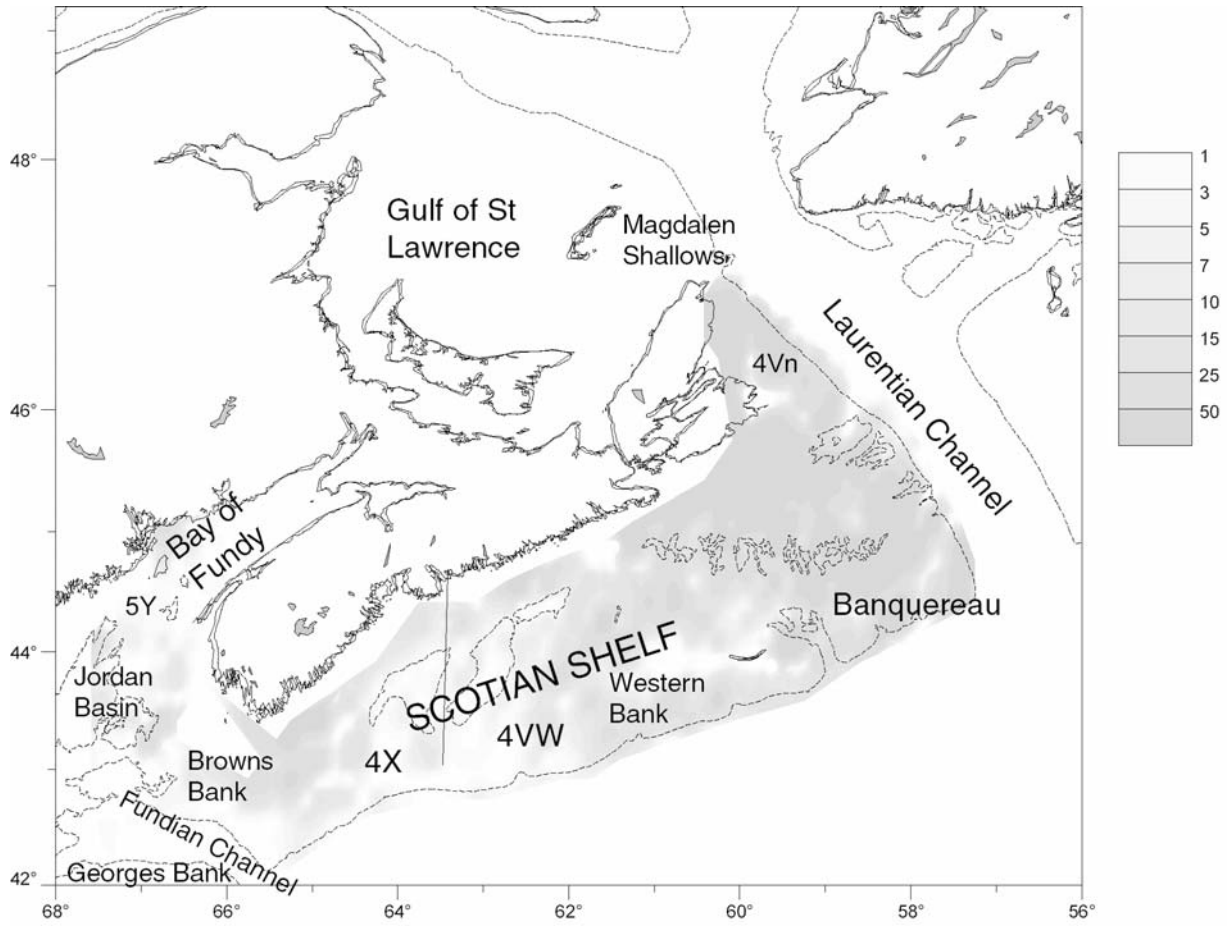 48°
46°
44°
42°
68°
66°
64°
62°
60°
58°
56°
Gulf of St
Lawrence
Magdalen
Shallows
Laurentian Channel
4Vn
Bay of
Fundy
5Y
Banquereau
Jordan
Basin
SCOTIAN SHELF
Western
Bank
4VW
4X
Browns
Bank
Fundian Channel
Georges Bank
1
3
5
7
10
15
25
50